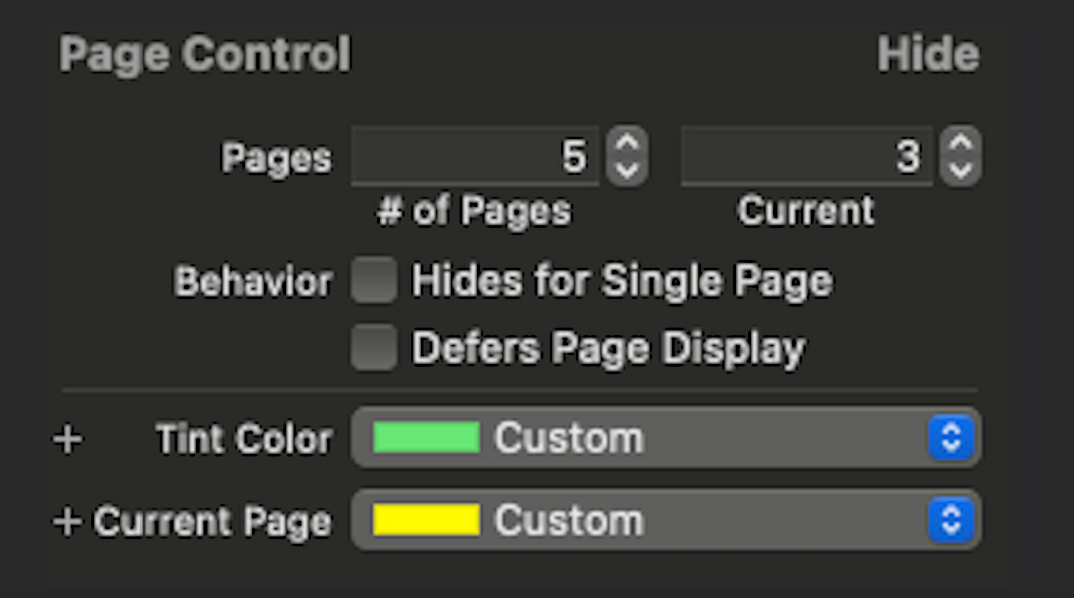 Page Control Hide
Pages 5 3
# of Pages Current
Behavior Hides for Single Page
Defers Page Display
+ Tint Color Custom
+ Current Page Custom